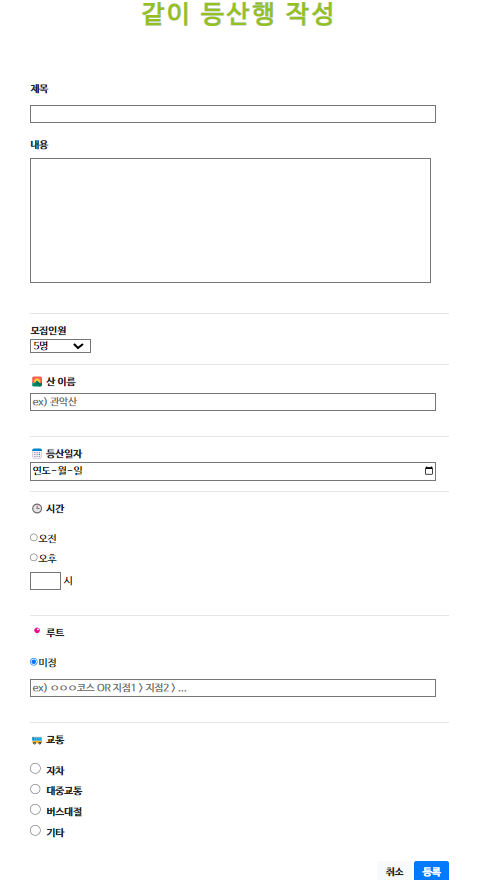 같이 등산행 작성
제목
내용
모집인원
5명
산 이름
ex) 관악산
등산일자
연도-월-일
시간
오전
오후
시
루트
미정
ex) ㅇㅇㅇ코스 OR 지점1 > 지점2 > ...
교통
자차
대중교통
버스대절
기타
취소 등록